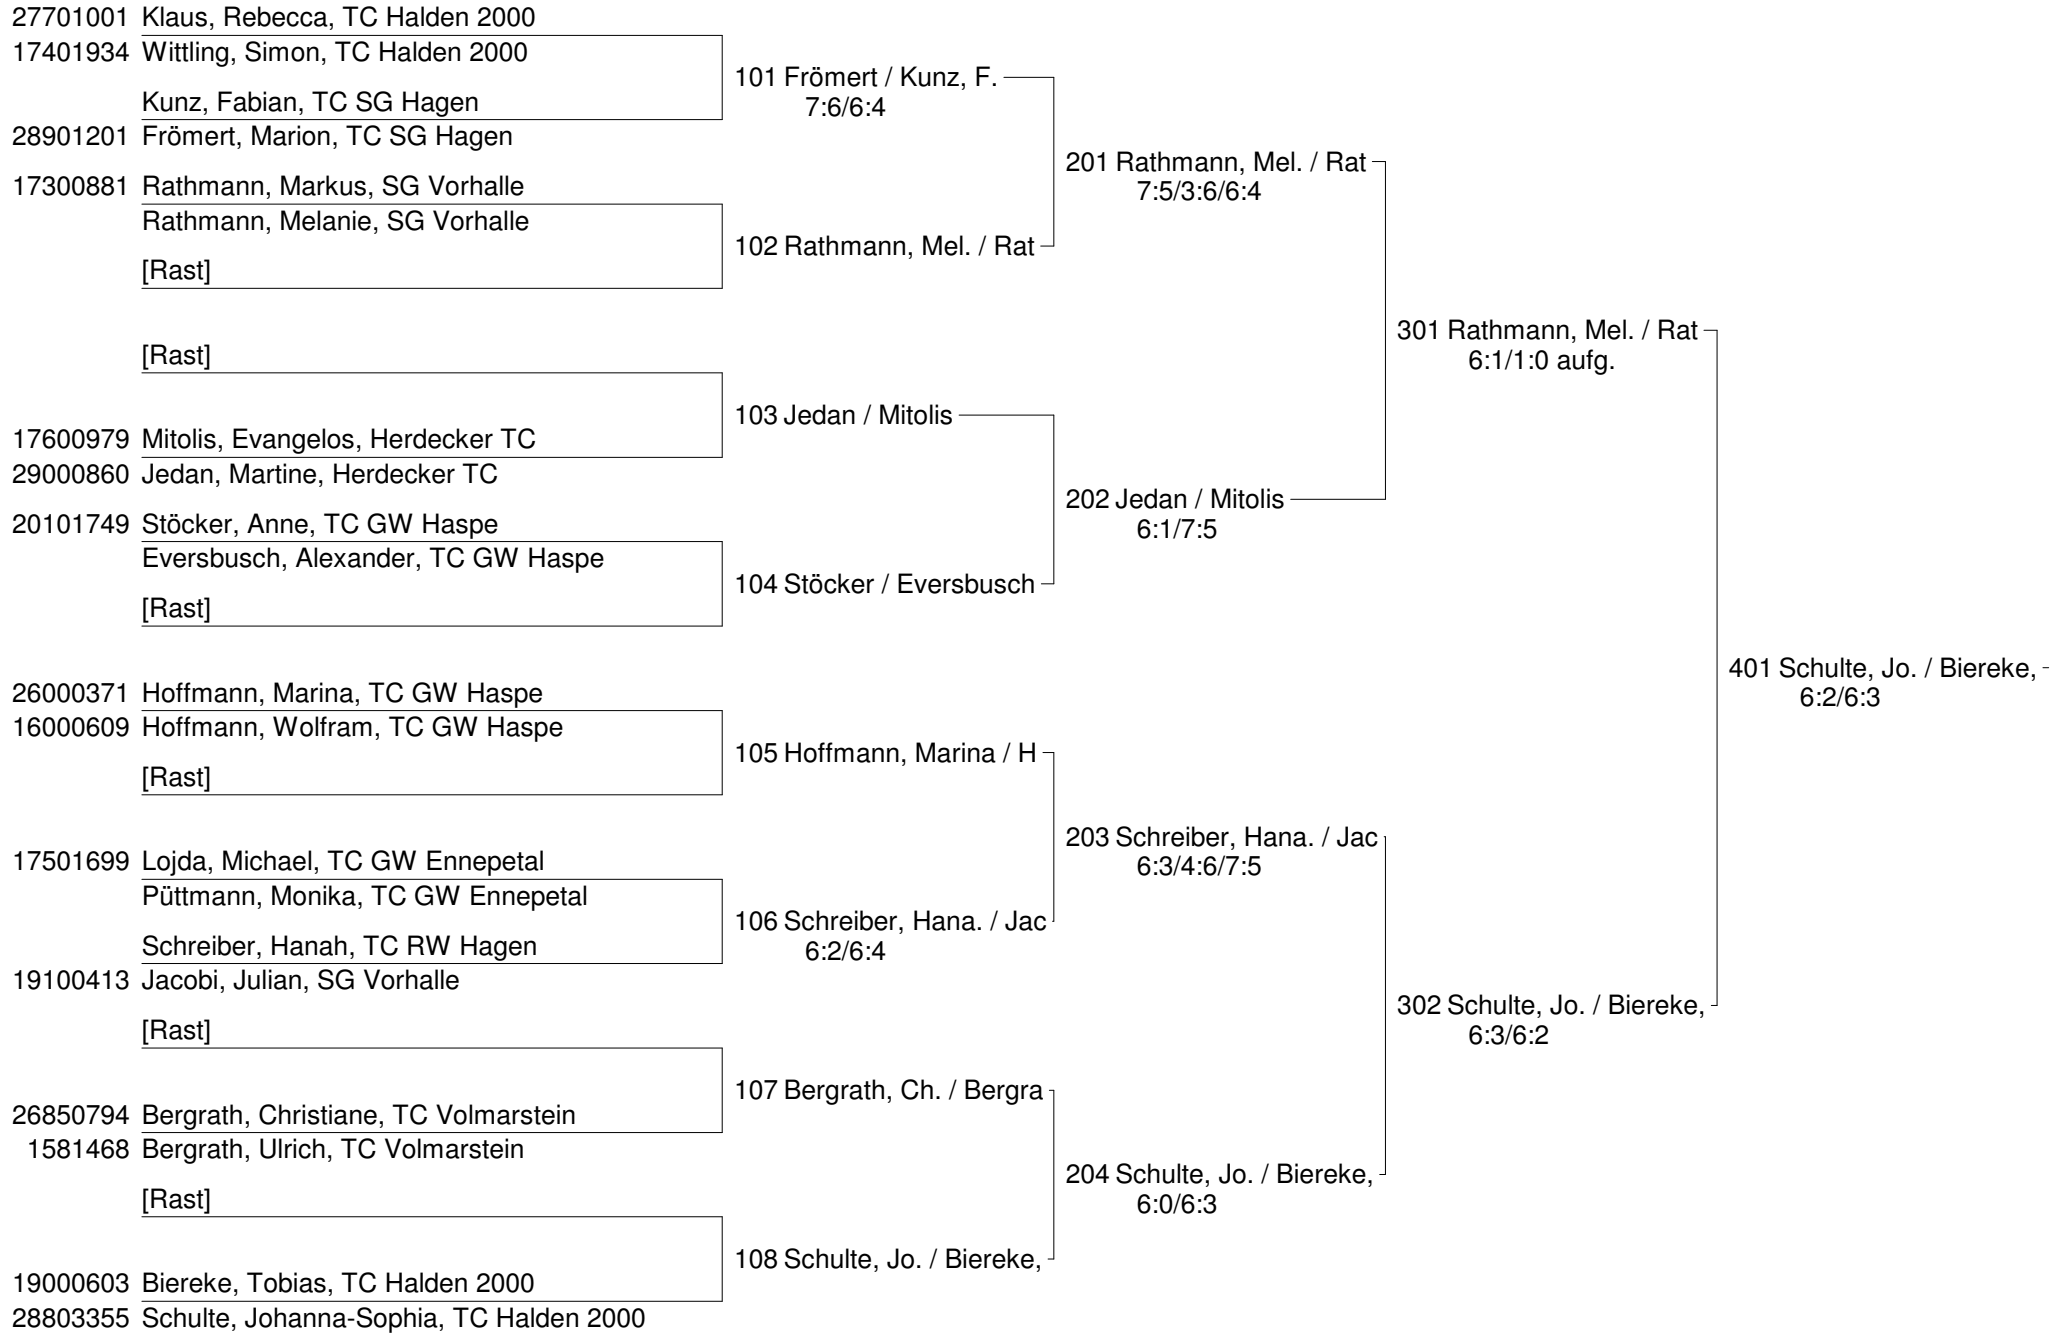 27701001 Klaus, Rebecca, TC Halden 2000
17401934 Wittling, Simon, TC Halden 2000
Kunz, Fabian, TC SG Hagen
28901201 Frömert, Marion, TC SG Hagen
17300881 Rathmann, Markus, SG Vorhalle
Rathmann, Melanie, SG Vorhalle
[Rast]
[Rast]
17600979 Mitolis, Evangelos, Herdecker TC
29000860 Jedan, Martine, Herdecker TC
20101749 Stöcker, Anne, TC GW Haspe
Eversbusch, Alexander, TC GW Haspe
[Rast]
26000371 Hoffmann, Marina, TC GW Haspe
16000609 Hoffmann, Wolfram, TC GW Haspe
[Rast]
17501699 Lojda, Michael, TC GW Ennepetal
Püttmann, Monika, TC GW Ennepetal
Schreiber, Hanah, TC RW Hagen
19100413 Jacobi, Julian, SG Vorhalle
[Rast]
26850794 Bergrath, Christiane, TC Volmarstein
1581468 Bergrath, Ulrich, TC Volmarstein
[Rast]
19000603 Biereke, Tobias, TC Halden 2000
28803355 Schulte, Johanna-Sophia, TC Halden 2000
101 Frömert / Kunz, F.
7:6/6:4
102 Rathmann, Mel. / Rat
103 Jedan / Mitolis
104 Stöcker / Eversbusch
105 Hoffmann, Marina / H
106 Schreiber, Hana. / Jac
6:2/6:4
107 Bergrath, Ch. / Bergra
108 Schulte, Jo. / Biereke,
201 Rathmann, Mel. / Rat
7:5/3:6/6:4
202 Jedan / Mitolis
6:1/7:5
203 Schreiber, Hana. / Jac
6:3/4:6/7:5
204 Schulte, Jo. / Biereke,
6:0/6:3
301 Rathmann, Mel. / Rat
6:1/1:0 aufg.
302 Schulte, Jo. / Biereke,
6:3/6:2
401 Schulte, Jo. / Biereke,
6:2/6:3